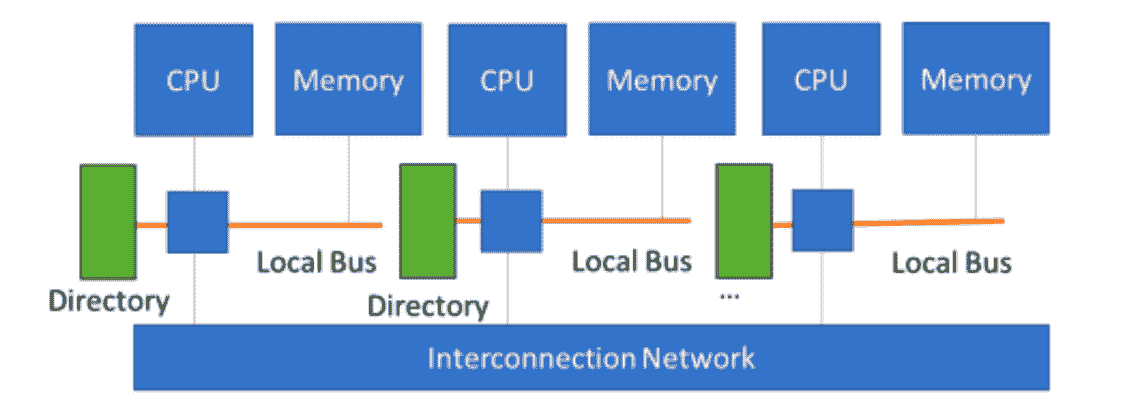 CPU
Memory
CPU
Memory
CPU
Memory
Local Bus
Local Bus
Local Bus
Directory
Directory
...
Interconnection Network